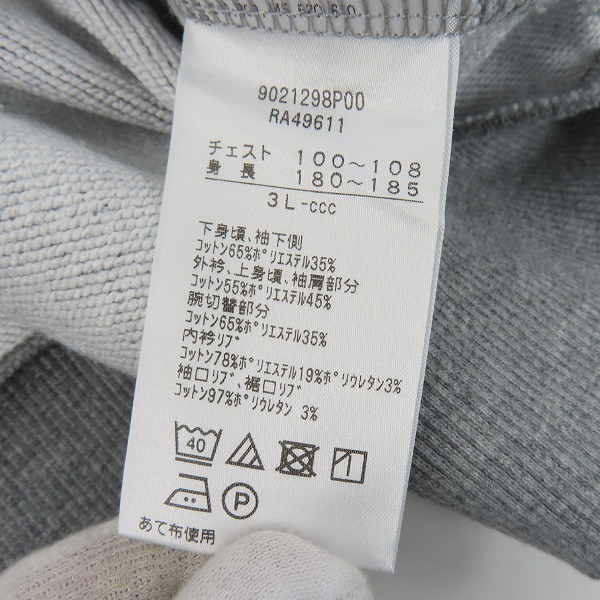 9021298P00
RA49611
チェスト 100～108
身長 180～185
3L-ccc
下身頃、袖下側
コットン65%ポリエステル35%
外衿、上身頃、袖肩部分
コットン55%ポリエステル45%
腕切替部分
コットン65%ポリエステル35%
内衿リブ
コットン78%ポリエステル19%ポリウレタン3%
袖口リブ、裾口リブ
コットン97%ポリウレタン 3%
40
P
あて布使用